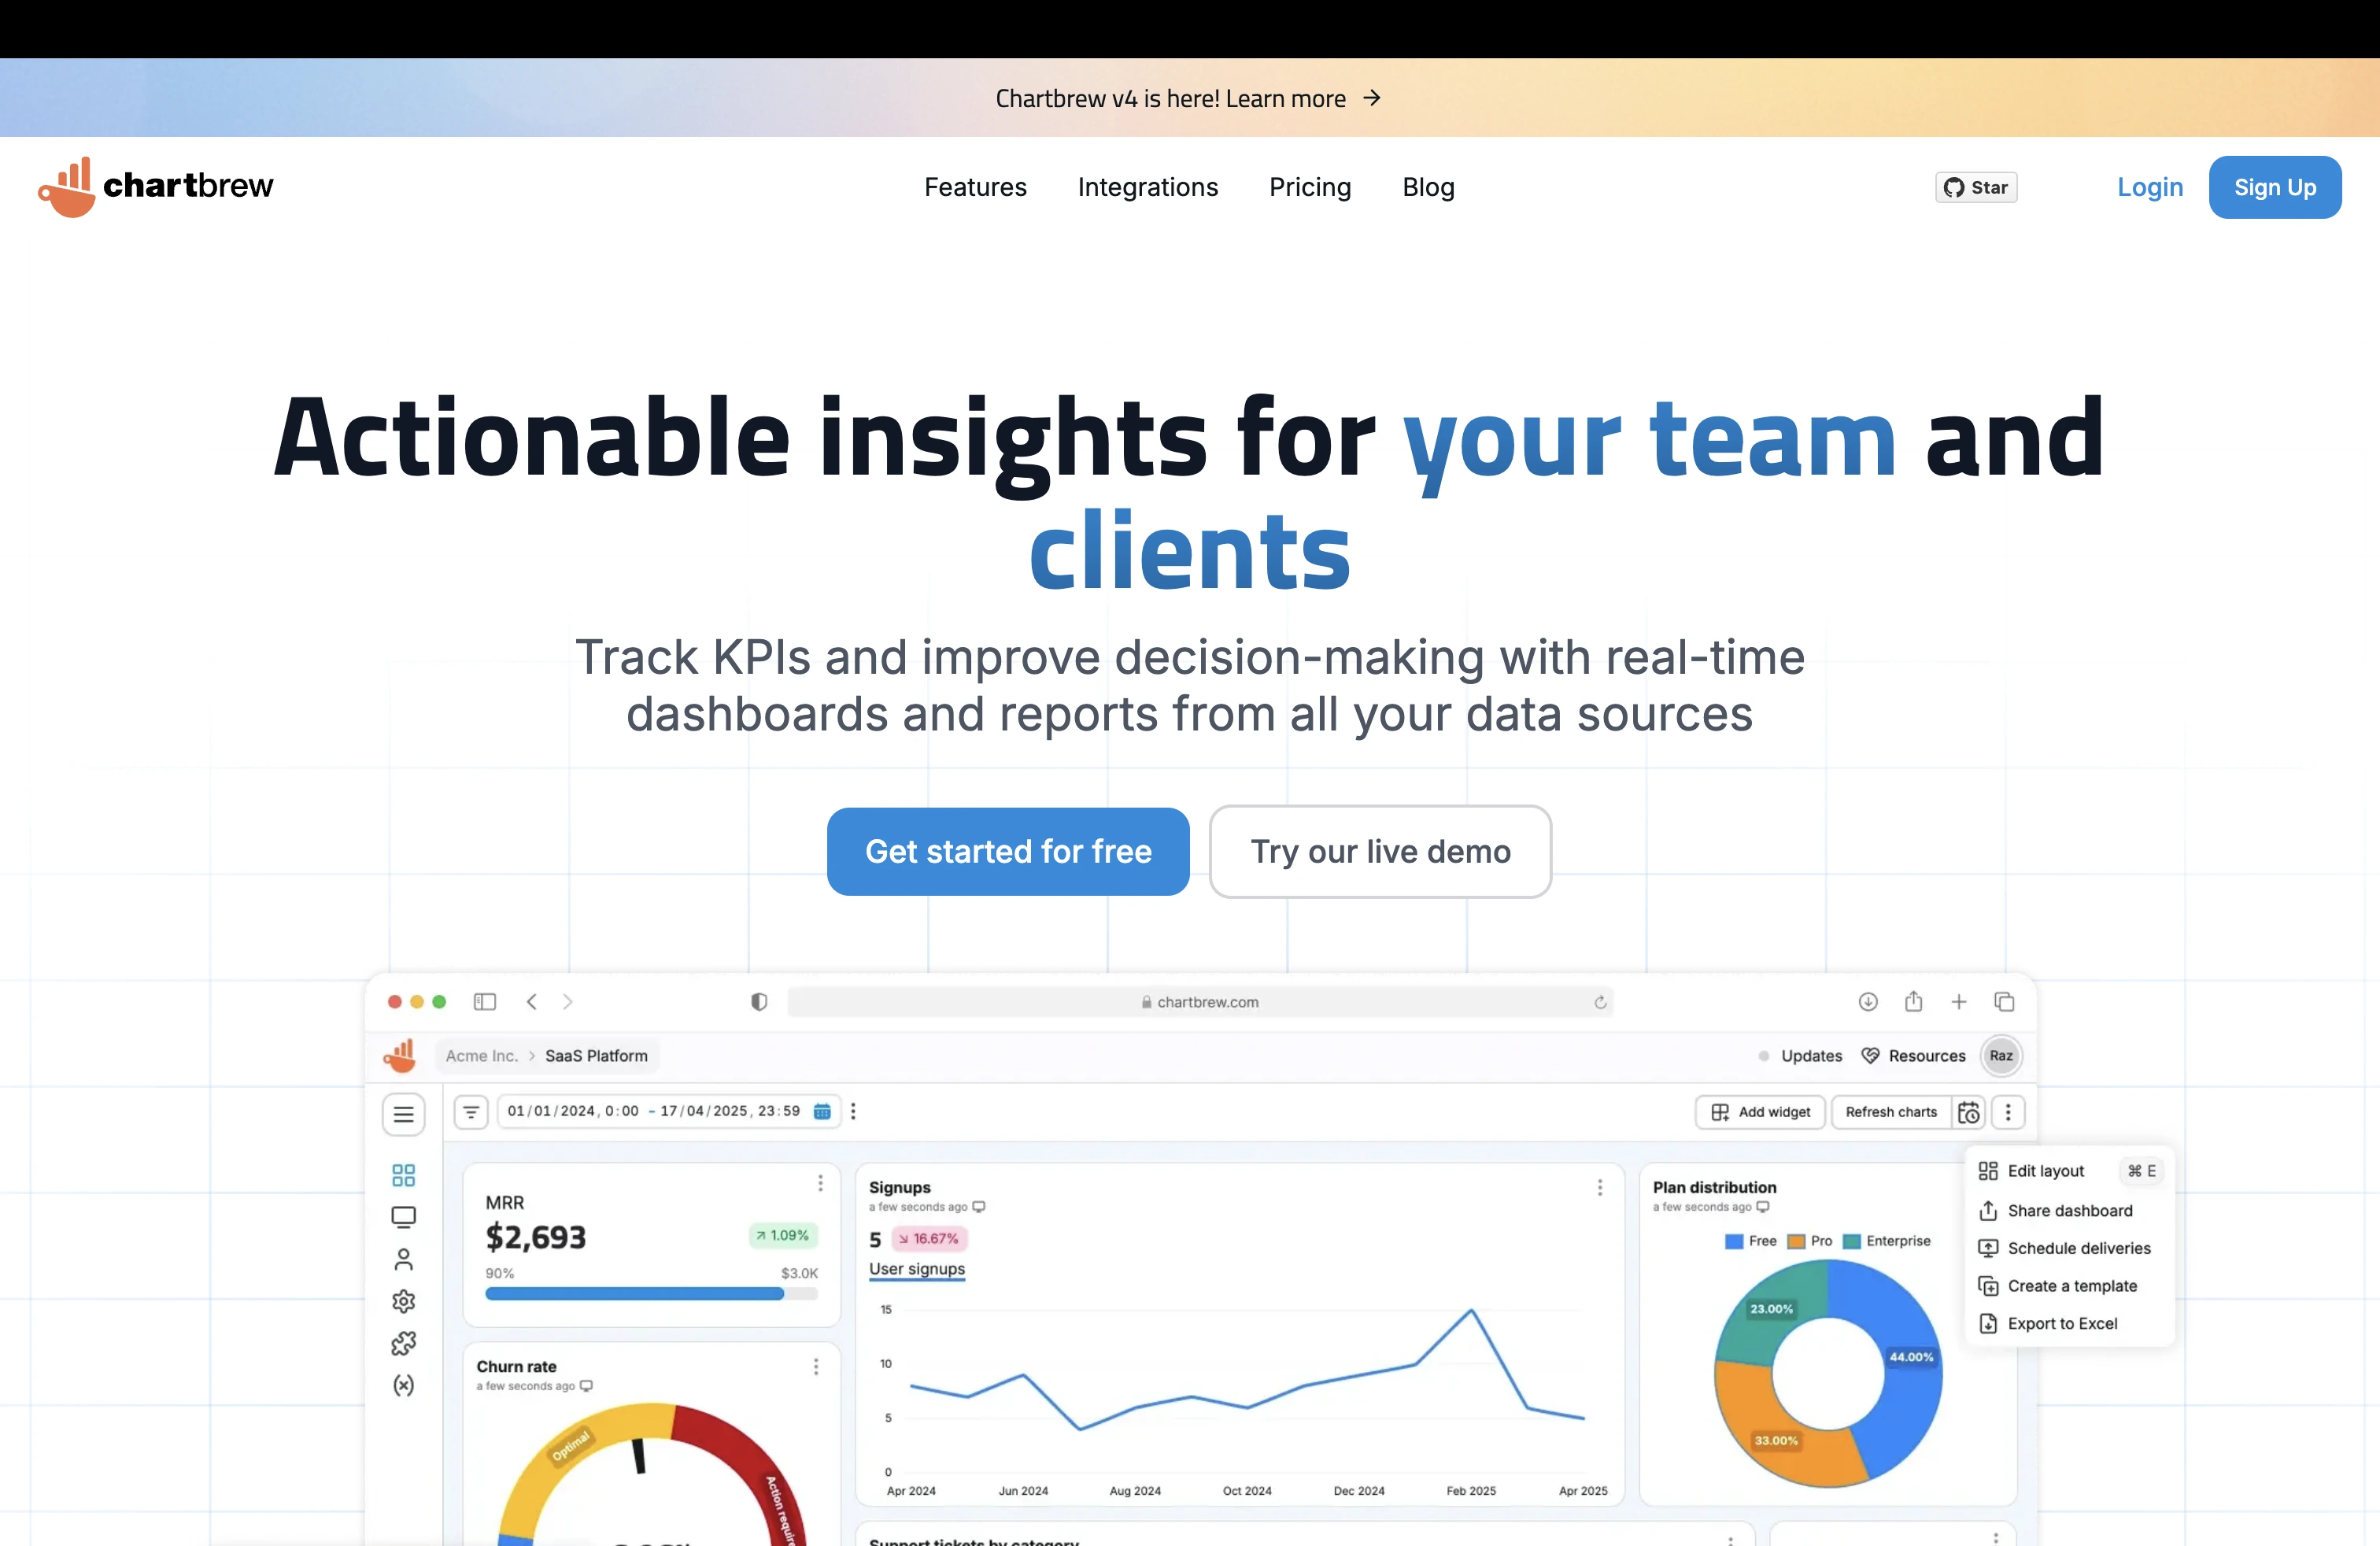 Chartbrew v4 is here! Learn more →
chartbrew
Features Integrations Pricing Blog
Star
Login
Sign Up
Actionable insights for your team and
clients
Track KPIs and improve decision-making with real-time
dashboards and reports from all your data sources
Get started for free
Try our live demo
chartbrew.com
Acme Inc. > SaaS Platform
Updates
Resources
Raz
01/01/2024, 0:00 - 17/04/2025, 23:59
Add widget
Refresh charts
Edit layout ⌘ E
Share dashboard
Schedule deliveries
Create a template
Export to Excel
MRR
$2,693
1.09%
90% $3.0K
Churn rate
a few seconds ago
Optimal
Signups
a few seconds ago
5 16.67%
User signups
15
10
5
0
Apr 2024 Jun 2024 Aug 2024 Oct 2024 Dec 2024 Feb 2025 Apr 2025
Plan distribution
a few seconds ago
Free Pro Enterprise
23.00%
44.00%
33.00%
Action require
Support tickets by category